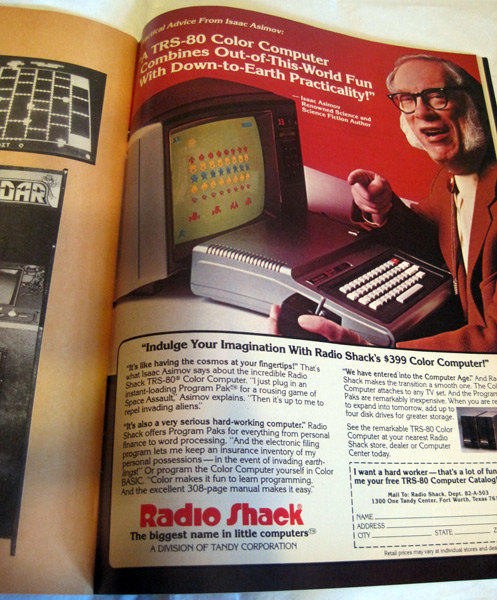 DAR
Practical Advice From Isaac Asimov:
"A TRS-80 Color Computer
Combines Out-of-This-World Fun
With Down-to-Earth Practicality!"
— Isaac Asimov
Renowned Science and
Science Fiction Author
"Indulge Your Imagination With Radio Shack's $399 Color Computer!"
"It's like having the cosmos at your fingertips!" That's
what Isaac Asimov says about the incredible Radio
Shack TRS-80® Color Computer. "I just plug in an
instant-loading Program Pak™ for a rousing game of
Space Assault," Asimov explains. "Then it's up to me to
repel invading aliens."
"It's also a very serious hard-working computer." Radio
Shack offers Program Paks for everything from personal
finance to word processing. "And the electronic filing
program lets me keep an insurance inventory of my
personal possessions—in the event of invading earth-
lings!" Or program the Color Computer yourself in Color
BASIC. "Color makes it fun to learn programming.
And the excellent 308-page manual makes it easy."
Radio Shack
The biggest name in little computers™
A DIVISION OF TANDY CORPORATION
"We have entered into the Computer Age." And Ra
Shack makes the transition a smooth one. The Col
Computer attaches to any TV set. And the Program
Paks are remarkably inexpensive. When you are re
to expand into tomorrow, add up to
four disk drives for greater storage.
See the remarkable TRS-80 Color
Computer at your nearest Radio
Shack store, dealer or Computer
Center today.
I want a hard worker—that's a lot of fun
me your free TRS-80 Computer Catalog!
Mail To: Radio Shack, Dept. 82-A-503
1300 One Tandy Center, Fort Worth, Texas 76
NAME
ADDRESS
CITY STATE Z
Retail prices may vary at individual stores and dea